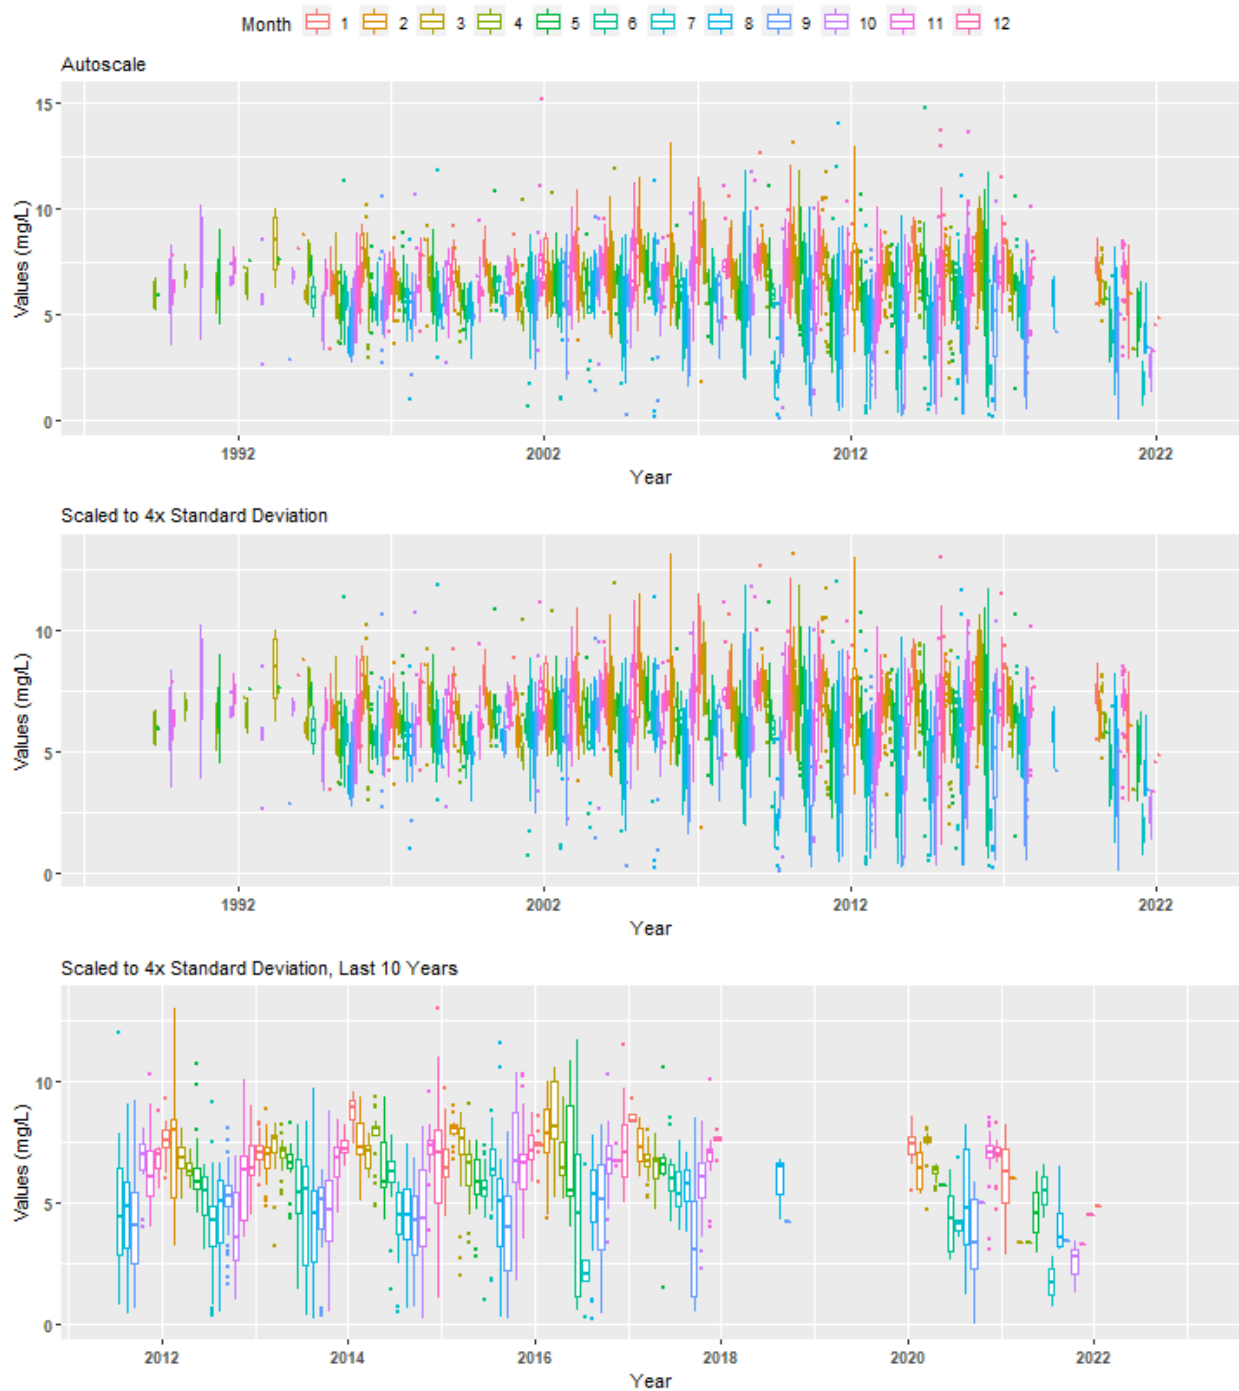 Month 1 2 3 4 5 6 7 8 9 10 11 12
Autoscale
15
10
5
0
Values (mg/L)
1992 2002 2012 2022
Year
Scaled to 4x Standard Deviation
10
5
0
Values (mg/L)
1992 2002 2012 2022
Year
Scaled to 4x Standard Deviation, Last 10 Years
10
5
0
Values (mg/L)
2012 2014 2016 2018 2020 2022
Year